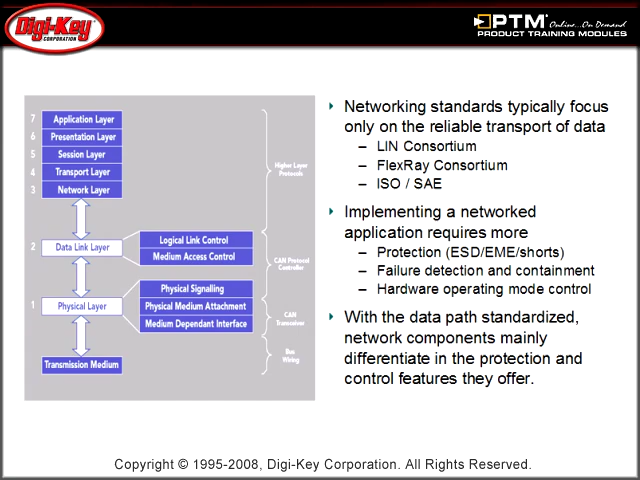 Digi-Key
CORPORATION
PTM
Online...On Demand
PRODUCT TRAINING MODULES
7 Application Layer
6 Presentation Layer
5 Session Layer
4 Transport Layer
3 Network Layer
Higher Layer
Protocols
2 Data Link Layer
Logical Link Control
Medium Access Control
CAN Protocol
Controller
1 Physical Layer
Physical Signalling
Physical Medium Attachment
Medium Dependant Interface
CAN
Transceiver
Transmission Medium
Bus
Wiring
Networking standards typically focus
only on the reliable transport of data
– LIN Consortium
– FlexRay Consortium
– ISO / SAE
Implementing a networked
application requires more
– Protection (ESD/EME/shorts)
– Failure detection and containment
– Hardware operating mode control
With the data path standardized,
network components mainly
differentiate in the protection and
control features they offer.
Copyright © 1995-2008, Digi-Key Corporation. All Rights Reserved.